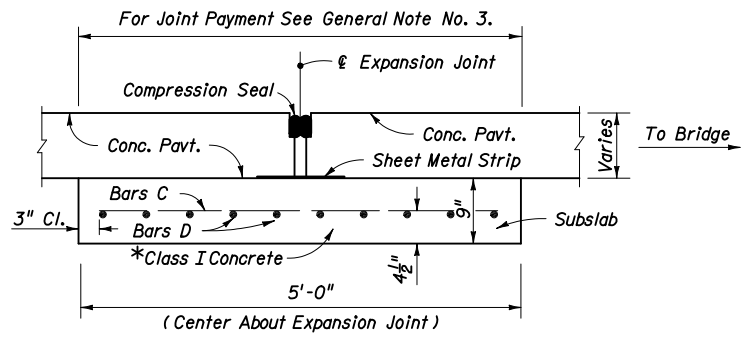 For Joint Payment See General Note No. 3.
℄ Expansion Joint
Compression Seal
Conc. Pavt.
Conc. Pavt.
Varies
To Bridge
Sheet Metal Strip
Bars C
3" Cl.
Bars D
9"
Subslab
*Class I Concrete
4½"
5'-0"
(Center About Expansion Joint)